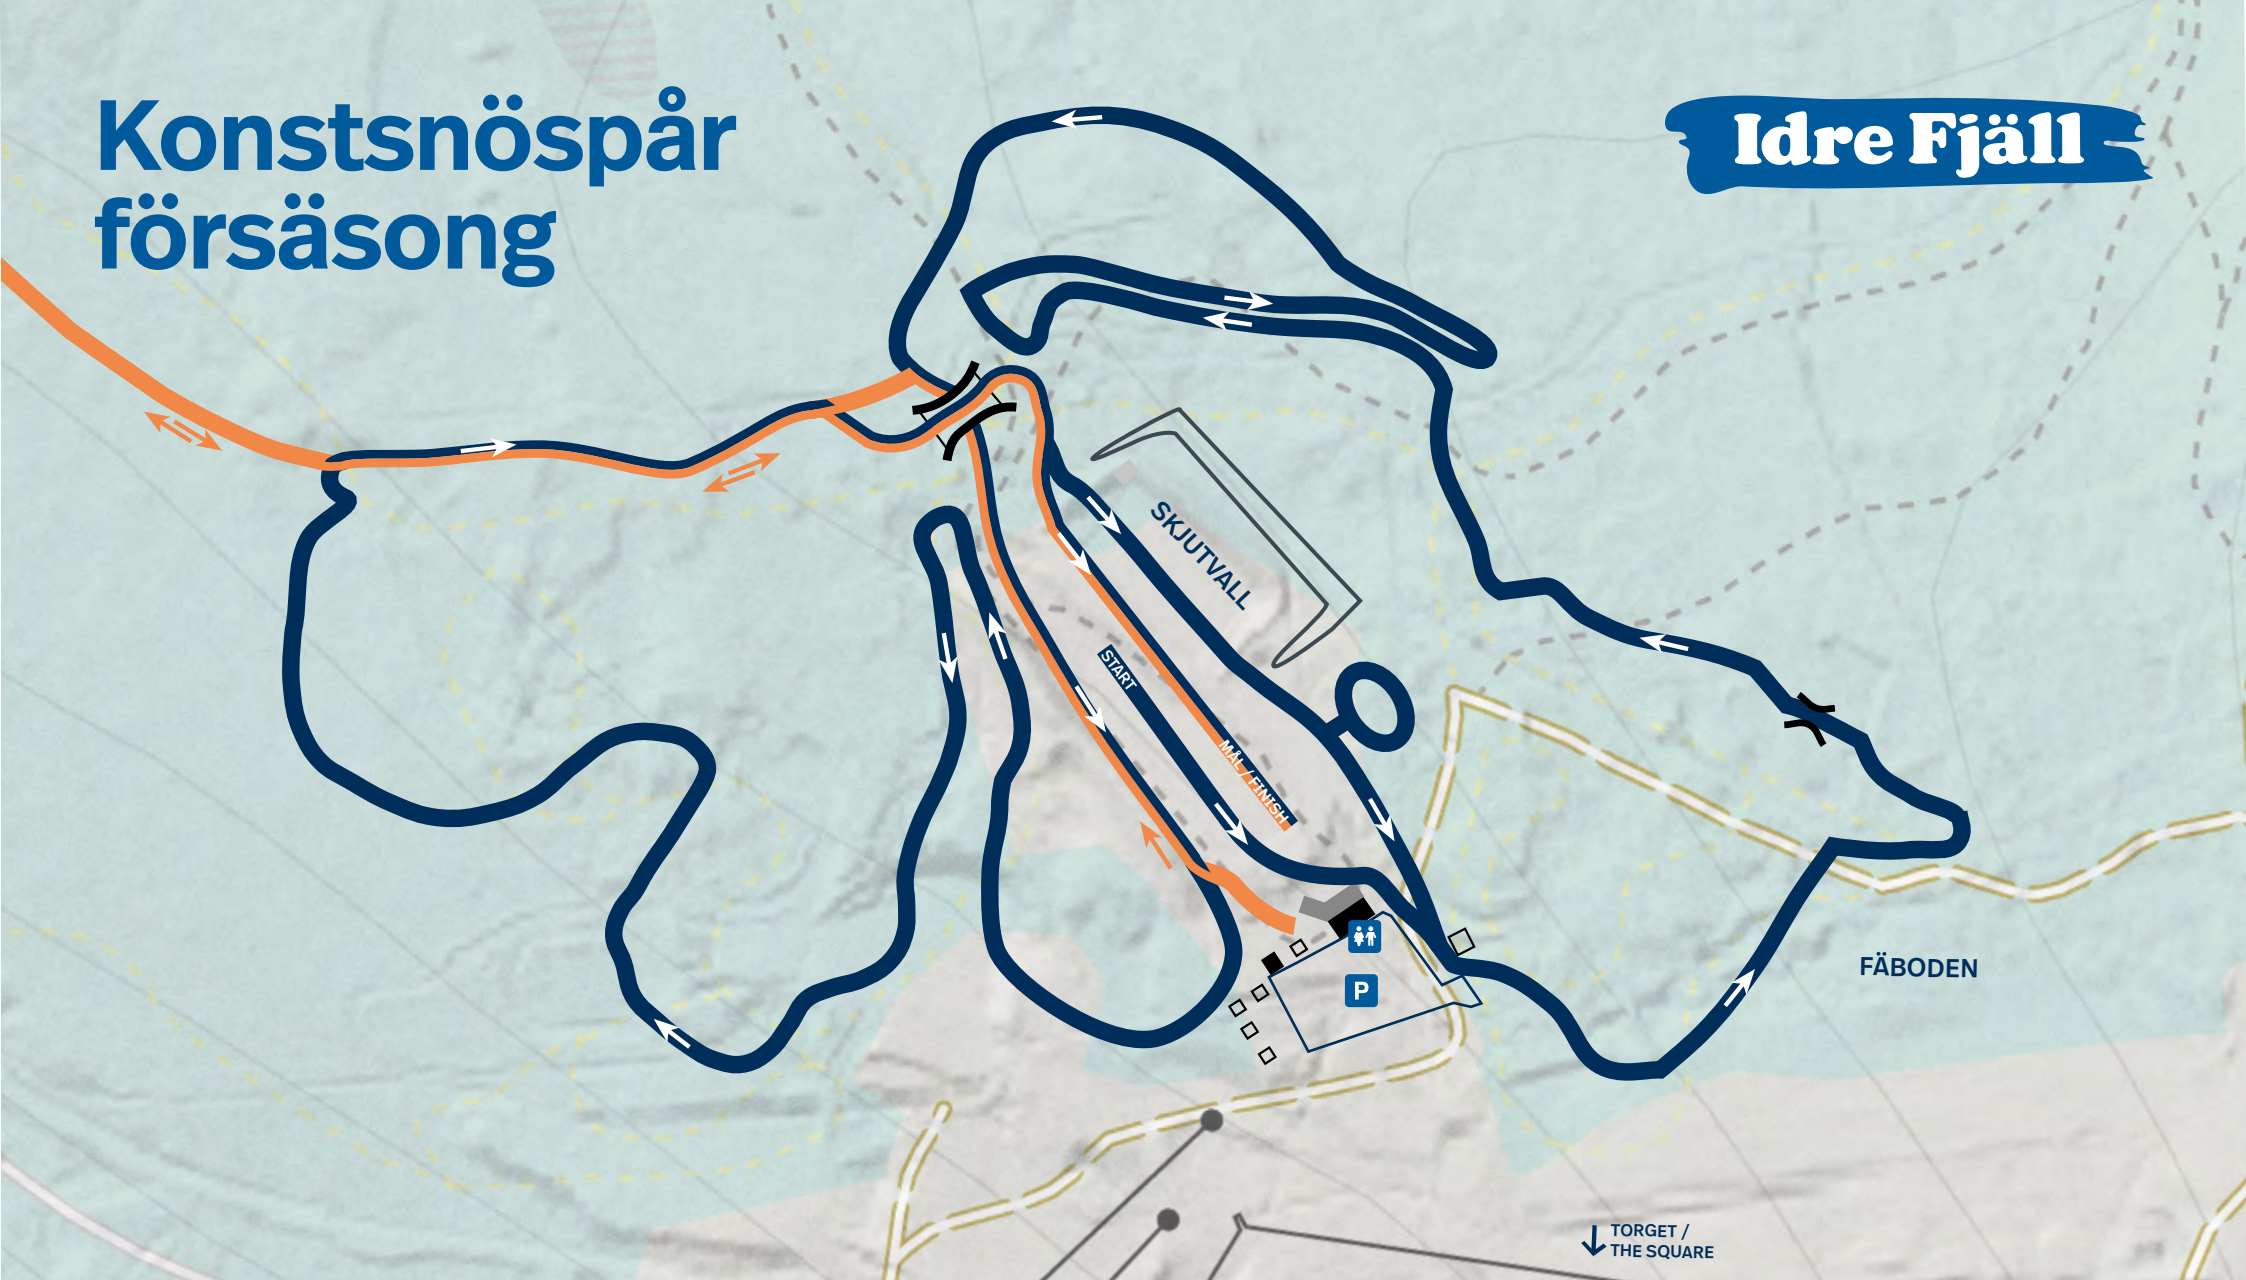 Konstsnöspår
försäsong
Idre Fjäll
SKJUTVALL
START
MÅL / FINISH
P
FÄBODEN
TORGET /
THE SQUARE